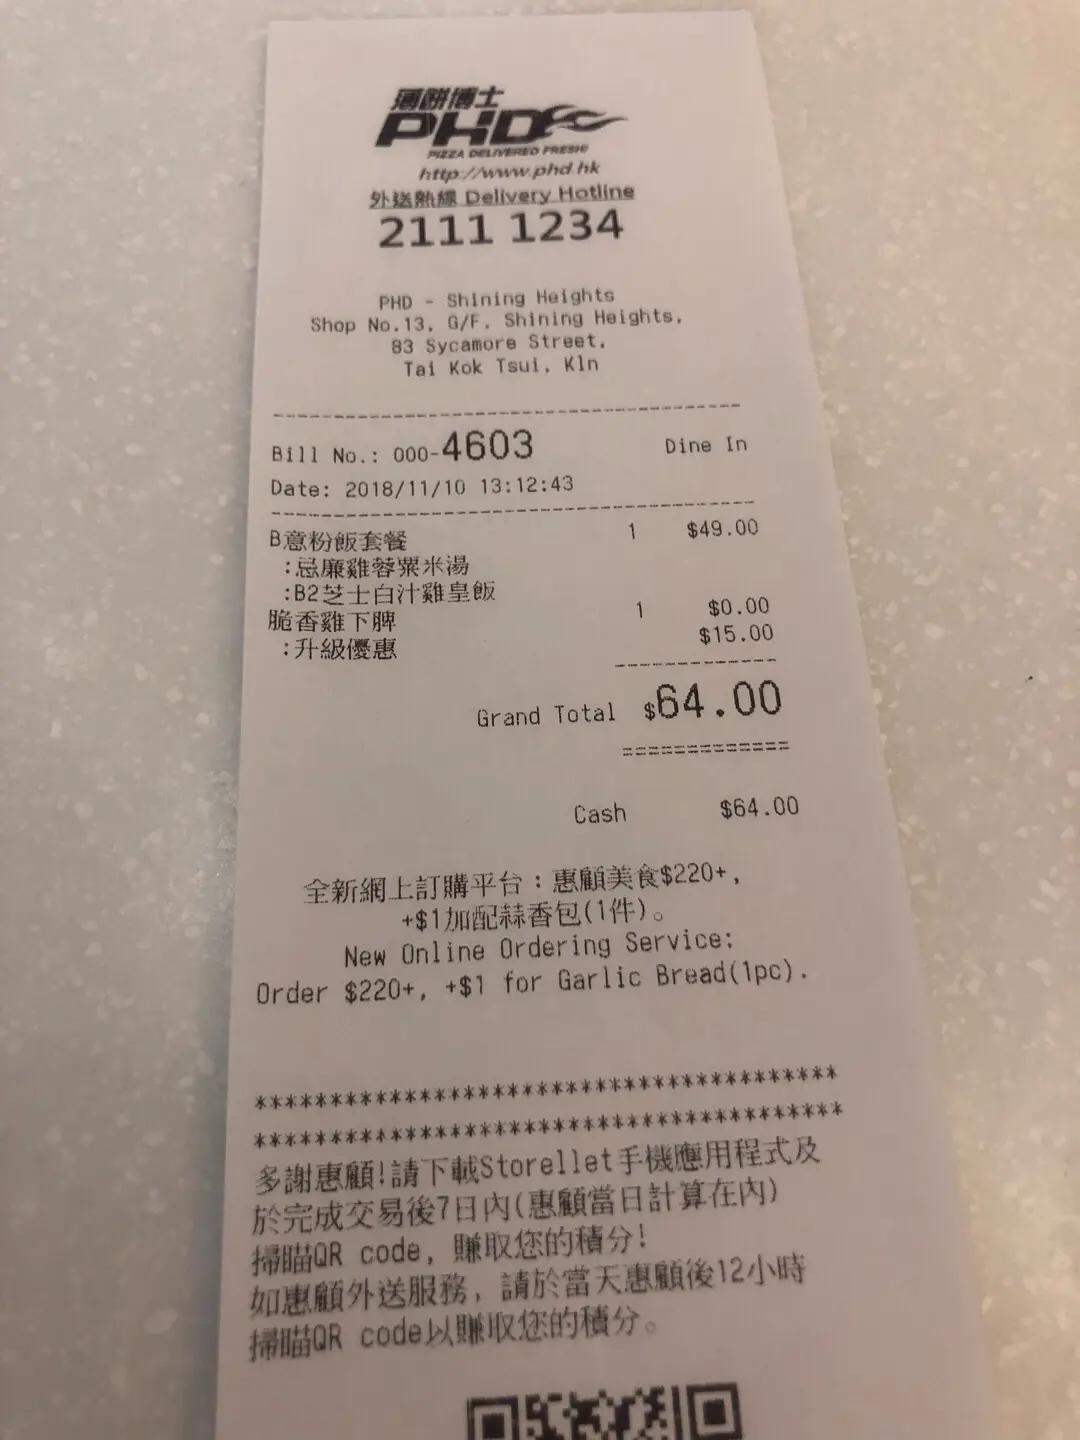 薄餅博士
PHD
PIZZA DELIVERED FRESH!
http://www.phd.hk
外送熱線 Delivery Hotline
2111 1234
PHD - Shining Heights
Shop No.13, G/F, Shining Heights,
83 Sycamore Street,
Tai Kok Tsui, Kln
Bill No.: 000-4603 Dine In
Date: 2018/11/10 13:12:43
B意粉飯套餐 1 $49.00
:忌廉雞蓉粟米湯
:B2芝士白汁雞皇飯
脆香雞下脾 1 $0.00
:升級優惠 $15.00
Grand Total $64.00
Cash $64.00
全新網上訂購平台：惠顧美食$220+,
+$1加配蒜香包(1件)。
New Online Ordering Service:
Order $220+, +$1 for Garlic Bread(1pc).
****************************************
****************************************
多謝惠顧!請下載Storellet手機應用程式及
於完成交易後7日內(惠顧當日計算在內)
掃瞄QR code, 賺取您的積分!
如惠顧外送服務, 請於當天惠顧後12小時
掃瞄QR code以賺取您的積分。